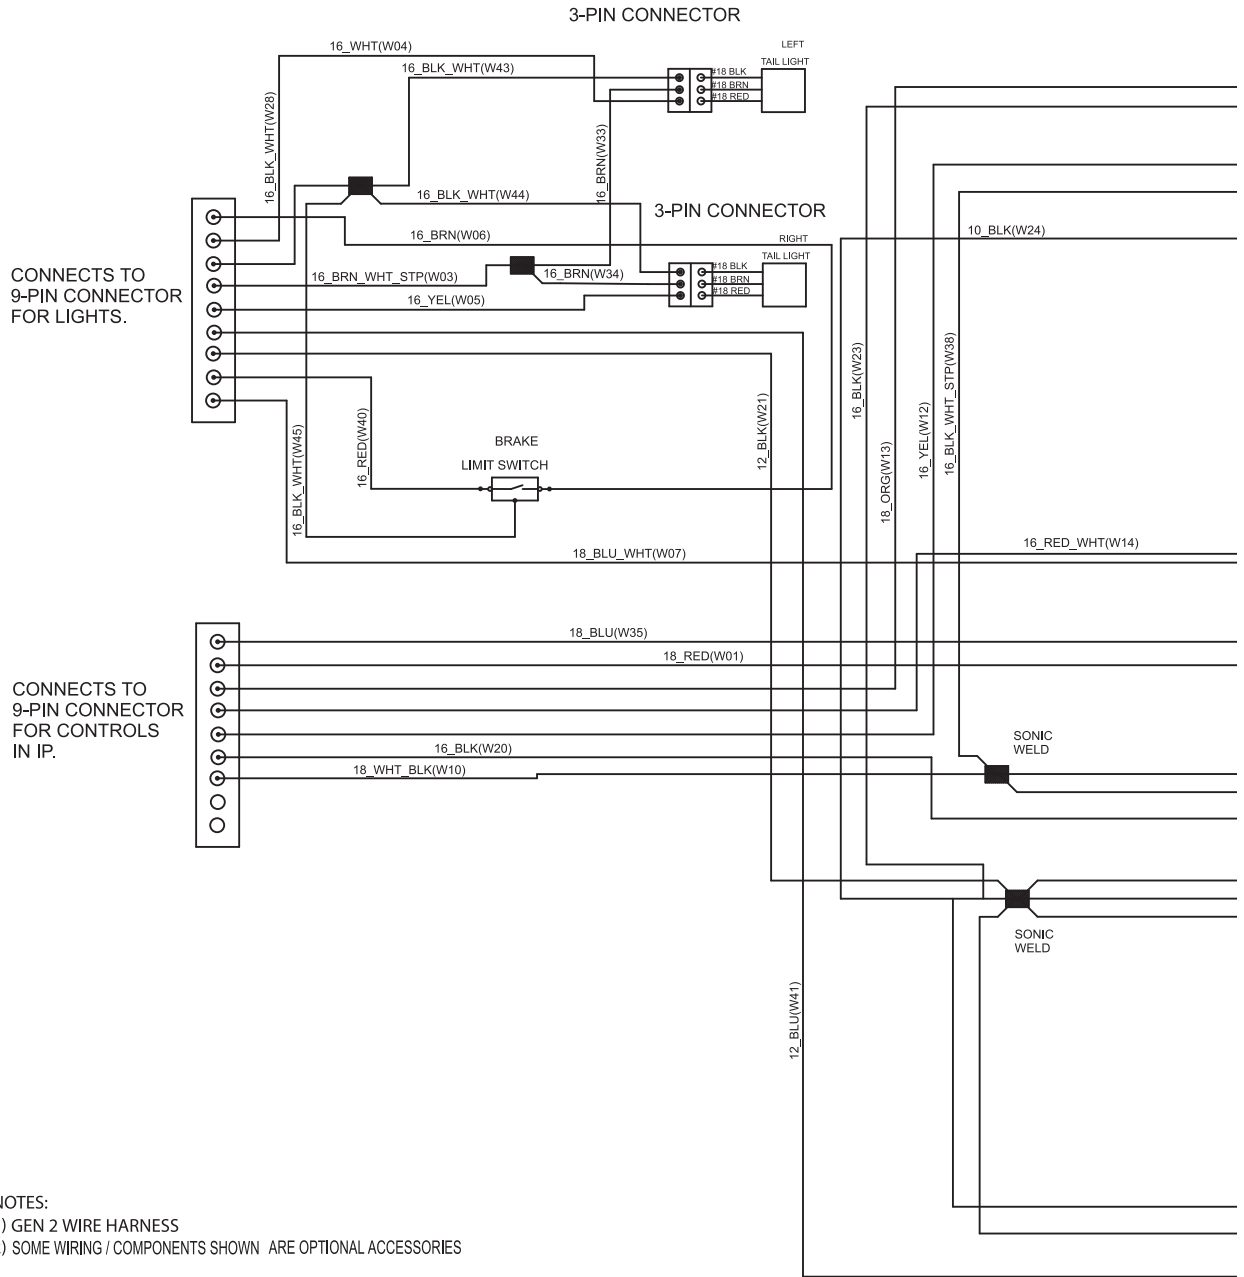 3-PIN CONNECTOR
16_WHT(W04)
LEFT
TAIL LIGHT
16_BLK_WHT(W43)
#18 BLK
#18 BRN
#18 RED
16_BLK_WHT(W28)
16_BRN(W33)
16_BLK_WHT(W44)
3-PIN CONNECTOR
16_BRN(W06)
RIGHT
TAIL LIGHT
10_BLK(W24)
CONNECTS TO
9-PIN CONNECTOR
FOR LIGHTS.
16_BRN_WHT_STP(W03)
16_BRN(W34)
#18 BLK
#18 BRN
#18 RED
16_YEL(W05)
16_BLK(W23)
16_BLK_WHT_STP(W38)
12_BLK(W21)
16_YEL(W12)
16_RED(W40)
16_BLK_WHT(W45)
18_ORG(W13)
BRAKE
LIMIT SWITCH
16_RED_WHT(W14)
18_BLU_WHT(W07)
18_BLU(W35)
18_RED(W01)
CONNECTS TO
9-PIN CONNECTOR
FOR CONTROLS
IN IP.
16_BLK(W20)
18_WHT_BLK(W10)
SONIC
WELD
SONIC
WELD
12_BLU(W41)
NOTES:
) GEN 2 WIRE HARNESS
) SOME WIRING / COMPONENTS SHOWN ARE OPTIONAL ACCESSORIES